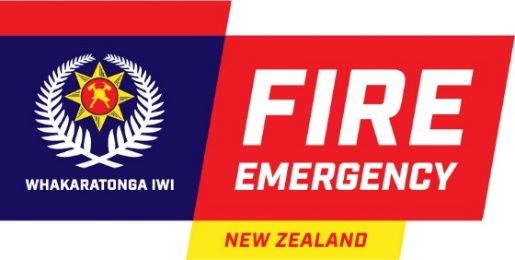 WHAKARATONGA IWI
FIRE
EMERGENCY
NEW ZEALAND